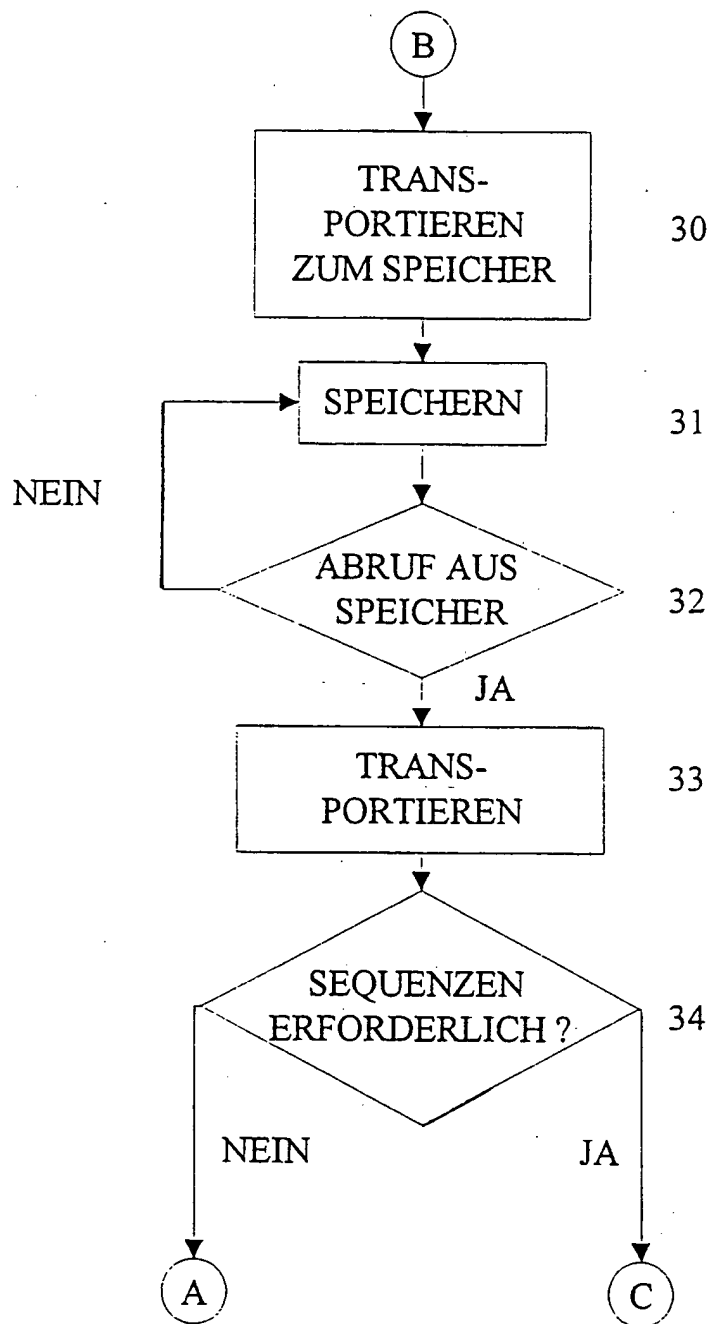 B
TRANS-
PORTIEREN
ZUM SPEICHER
30
SPEICHERN
31
NEIN
ABRUF AUS
SPEICHER
32
JA
TRANS-
PORTIEREN
33
SEQUENZEN
ERFORDERLICH ?
34
NEIN
JA
A
C